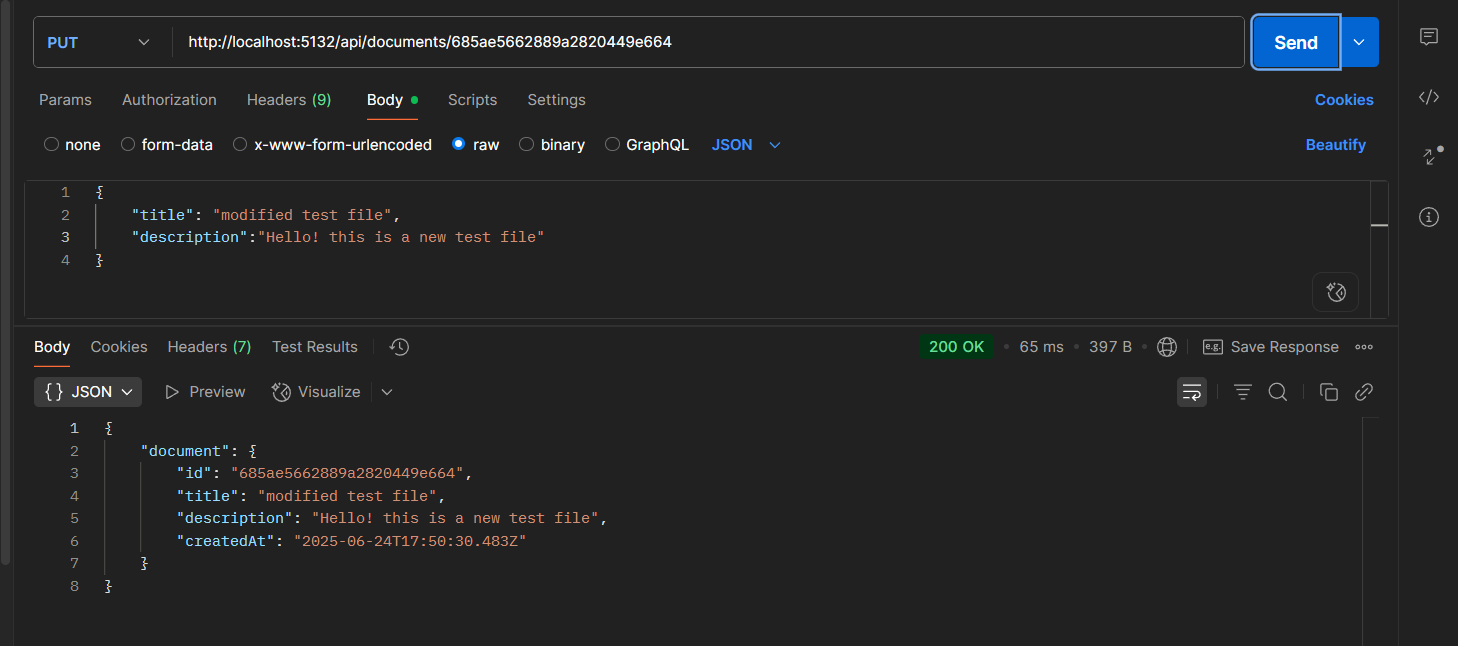 PUT http://localhost:5132/api/documents/685ae5662889a2820449e664 Send
Params Authorization Headers (9) Body Scripts Settings Cookies
none form-data x-www-form-urlencoded raw binary GraphQL JSON Beautify
1 {
2 "title": "modified test file",
3 "description":"Hello! this is a new test file"
4 }
Body Cookies Headers (7) Test Results 200 OK • 65 ms • 397 B • e.g. Save Response
{} JSON Preview Visualize
1 {
2 "document": {
3 "id": "685ae5662889a2820449e664",
4 "title": "modified test file",
5 "description": "Hello! this is a new test file",
6 "createdAt": "2025-06-24T17:50:30.483Z"
7 }
8 }